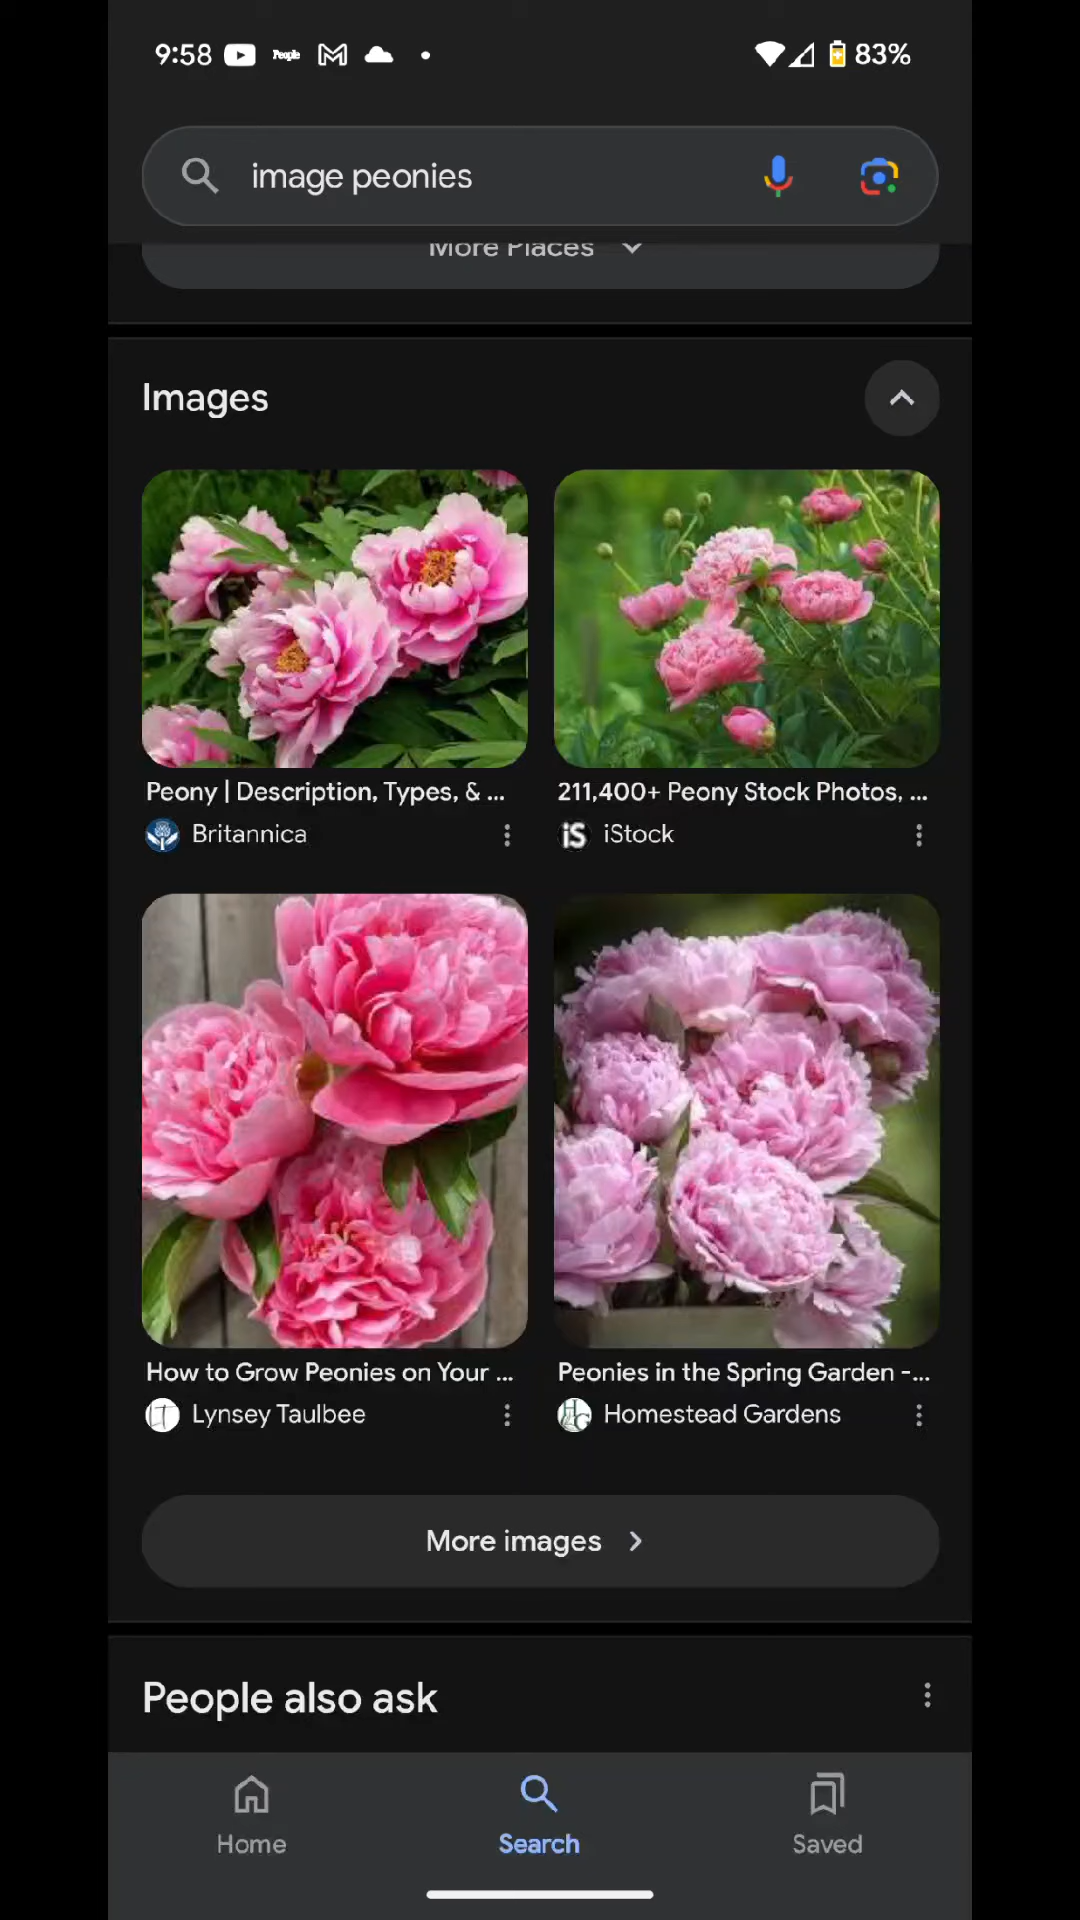 9:58 People 83%
image peonies
More Places
Images
Peony | Description, Types, & ...
Britannica
211,400+ Peony Stock Photos, ...
iS iStock
How to Grow Peonies on Your ...
Lynsey Taulbee
Peonies in the Spring Garden -...
Homestead Gardens
More images
People also ask
Home
Search
Saved